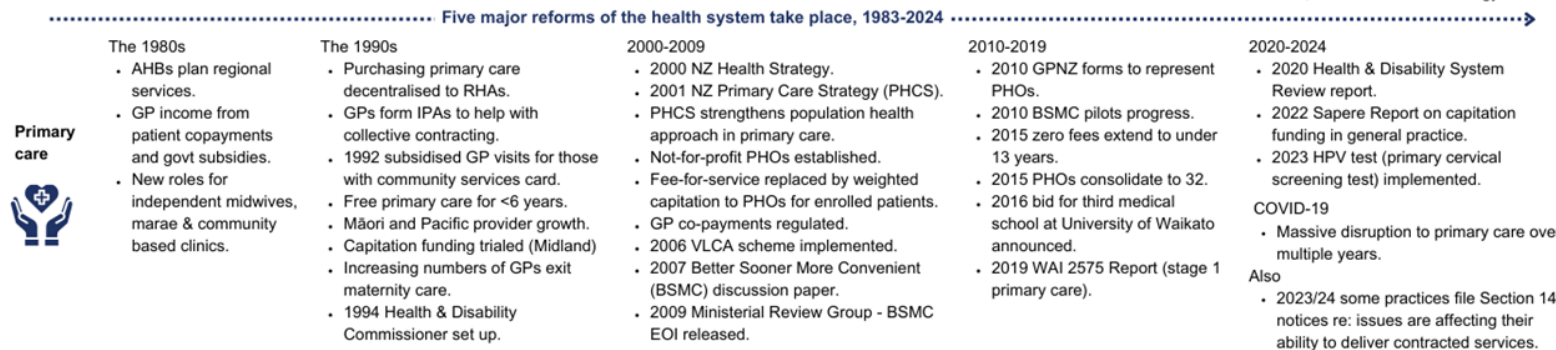 Five major reforms of the health system take place, 1983-2024
Primary
care
The 1980s
• AHBs plan regional
services.
• GP income from
patient copayments
and govt subsidies.
• New roles for
independent midwives,
marae & community
based clinics.
The 1990s
• Purchasing primary care
decentralised to RHAs.
• GPs form IPAs to help with
collective contracting.
• 1992 subsidised GP visits for those
with community services card.
• Free primary care for <6 years.
• Māori and Pacific provider growth.
• Capitation funding trialed (Midland)
• Increasing numbers of GPs exit
maternity care.
• 1994 Health & Disability
Commissioner set up.
2000-2009
• 2000 NZ Health Strategy.
• 2001 NZ Primary Care Strategy (PHCS).
• PHCS strengthens population health
approach in primary care.
• Not-for-profit PHOs established.
• Fee-for-service replaced by weighted
capitation to PHOs for enrolled patients.
• GP co-payments regulated.
• 2006 VLCA scheme implemented.
• 2007 Better Sooner More Convenient
(BSMC) discussion paper.
• 2009 Ministerial Review Group - BSMC
EOI released.
2010-2019
• 2010 GPNZ forms to represent
PHOs.
• 2010 BSMC pilots progress.
• 2015 zero fees extend to under
13 years.
• 2015 PHOs consolidate to 32.
• 2016 bid for third medical
school at University of Waikato
announced.
• 2019 WAI 2575 Report (stage 1
primary care).
2020-2024
• 2020 Health & Disability System
Review report.
• 2022 Sapere Report on capitation
funding in general practice.
• 2023 HPV test (primary cervical
screening test) implemented.
COVID-19
• Massive disruption to primary care ove
multiple years.
Also
• 2023/24 some practices file Section 14
notices re: issues are affecting their
ability to deliver contracted services.